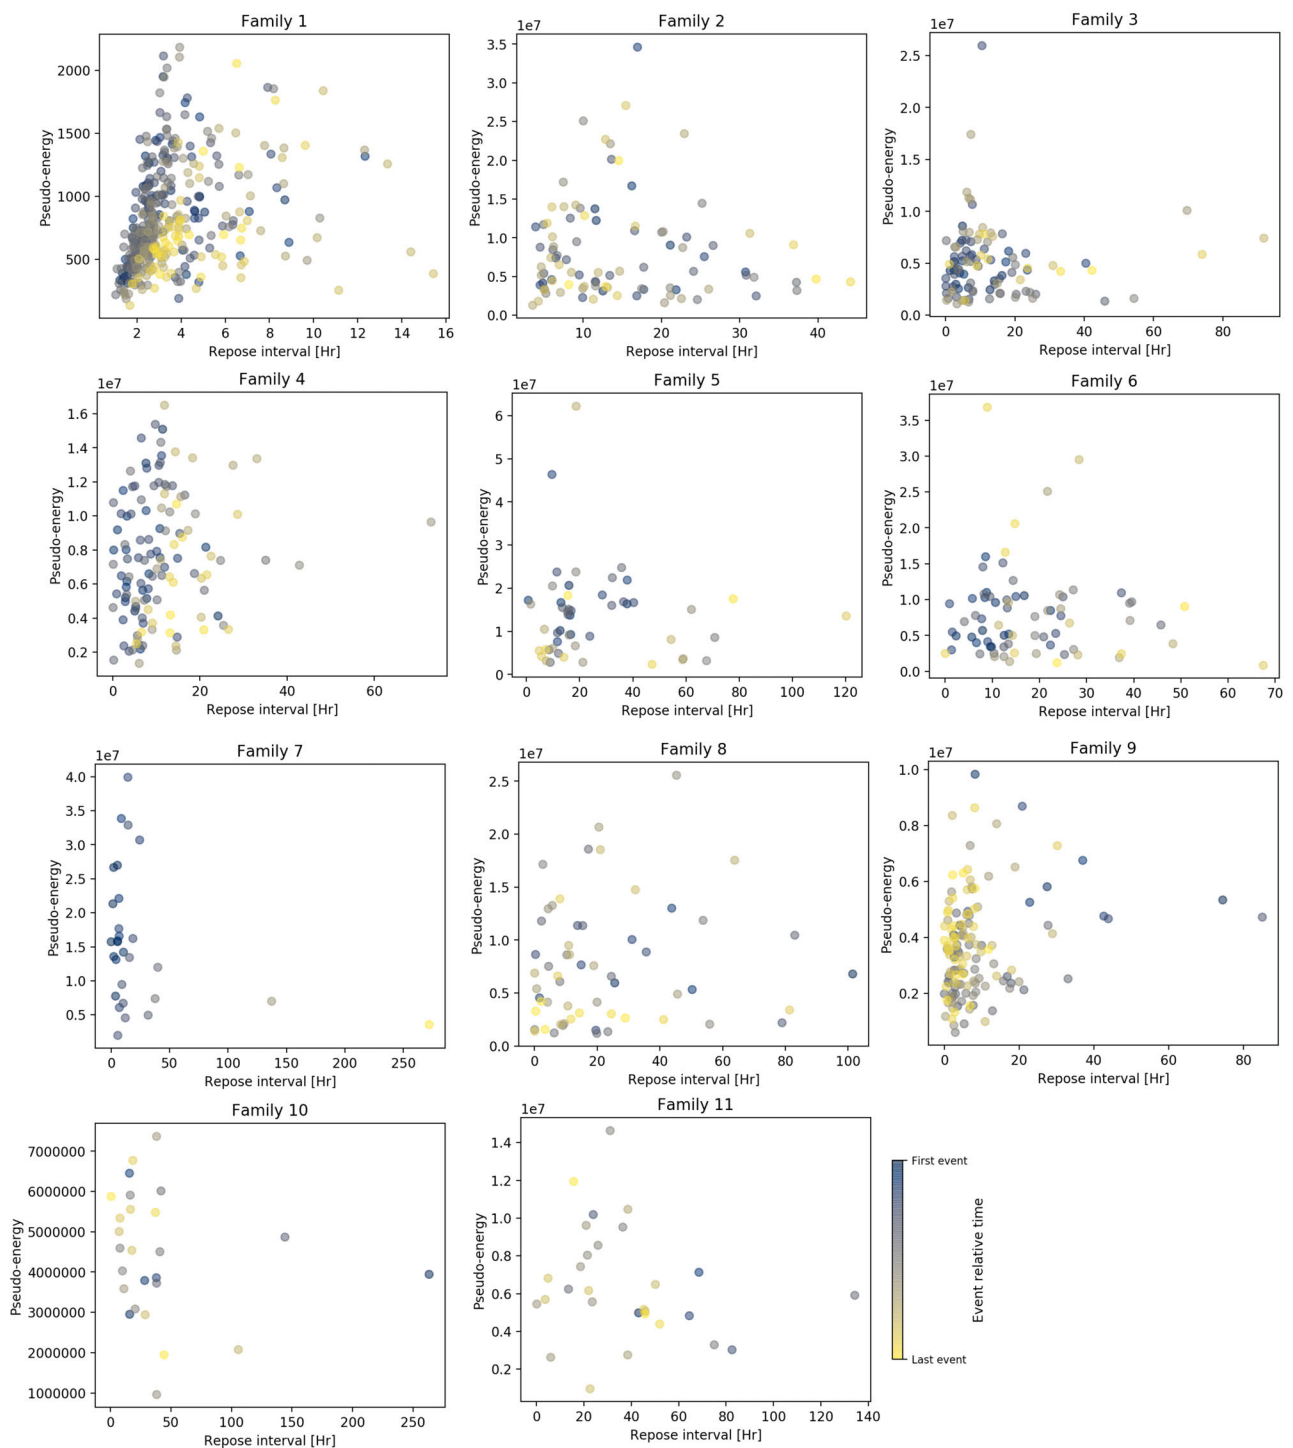 Family 1
Pseudo-energy
2000
1500
1000
500
2 4 6 8 10 12 14 16
Repose interval [Hr]
Family 2
1e7
Pseudo-energy
3.5
3.0
2.5
2.0
1.5
1.0
0.5
0.0
10 20 30 40
Repose interval [Hr]
Family 3
1e7
Pseudo-energy
2.5
2.0
1.5
1.0
0.5
0.0
0 20 40 60 80
Repose interval [Hr]
Family 4
1e7
Pseudo-energy
1.6
1.4
1.2
1.0
0.8
0.6
0.4
0.2
0 20 40 60
Repose interval [Hr]
Family 5
1e7
Pseudo-energy
6
5
4
3
2
1
0
0 20 40 60 80 100 120
Repose interval [Hr]
Family 6
1e7
Pseudo-energy
3.5
3.0
2.5
2.0
1.5
1.0
0.5
0.0
0 10 20 30 40 50 60 70
Repose interval [Hr]
Family 7
1e7
Pseudo-energy
4.0
3.5
3.0
2.5
2.0
1.5
1.0
0.5
0 50 100 150 200 250
Repose interval [Hr]
Family 8
1e7
Pseudo-energy
2.5
2.0
1.5
1.0
0.5
0.0
0 20 40 60 80 100
Repose interval [Hr]
Family 9
1e7
Pseudo-energy
1.0
0.8
0.6
0.4
0.2
0 20 40 60 80
Repose interval [Hr]
Family 10
Pseudo-energy
7000000
6000000
5000000
4000000
3000000
2000000
1000000
0 50 100 150 200 250
Repose interval [Hr]
Family 11
1e7
Pseudo-energy
1.4
1.2
1.0
0.8
0.6
0.4
0.2
0 20 40 60 80 100 120 140
Repose interval [Hr]
First event
Event relative time
Last event